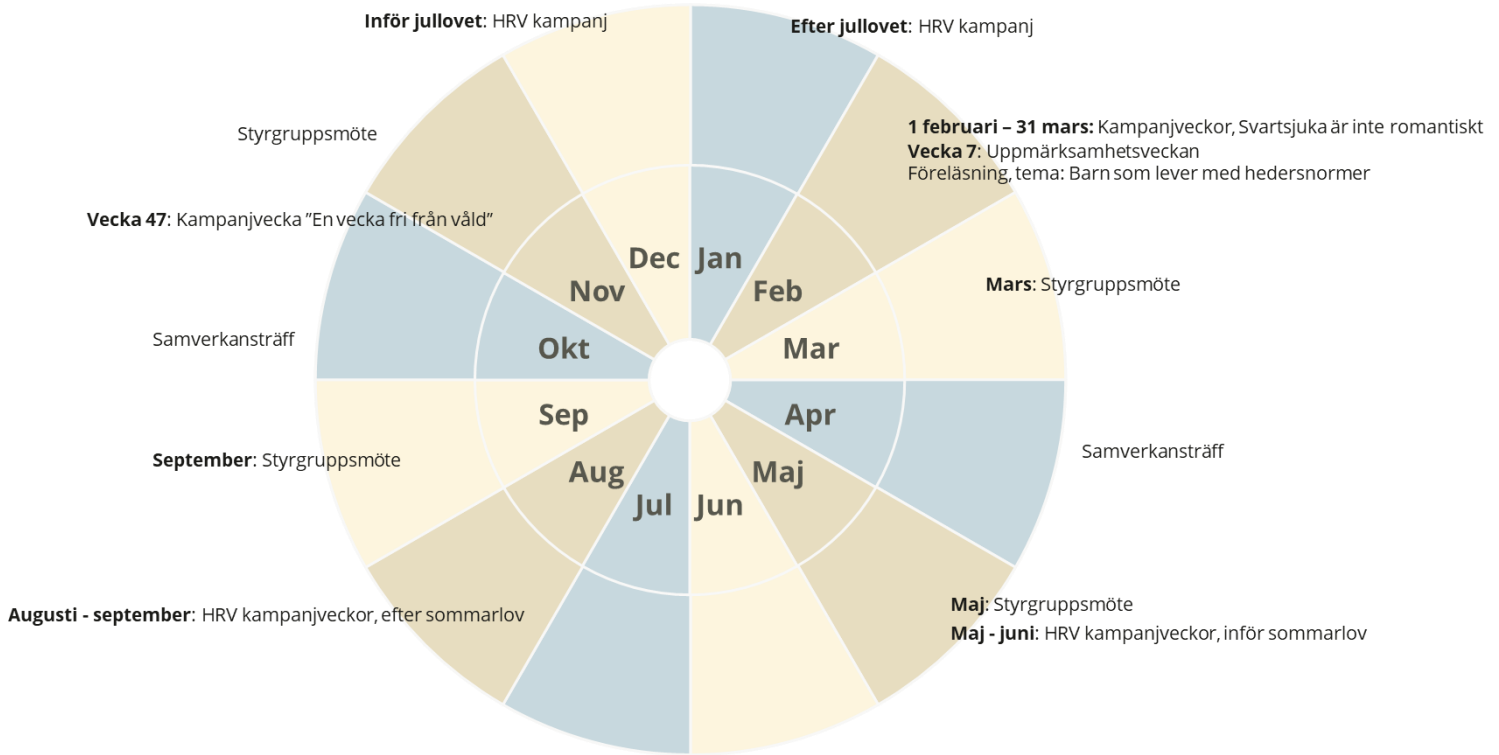 Inför jullovet: HRV kampanj
Efter jullovet: HRV kampanj
1 februari – 31 mars: Kampanjveckor, Svartsjuka är inte romantiskt
Vecka 7: Uppmärksamhetsveckan
Föreläsning, tema: Barn som lever med hedersnormer
Mars: Styrgruppsmöte
Samverkansträff
Maj: Styrgruppsmöte
Maj - juni: HRV kampanjveckor, inför sommarlov
Augusti - september: HRV kampanjveckor, efter sommarlov
September: Styrgruppsmöte
Samverkansträff
Vecka 47: Kampanjvecka ”En vecka fri från våld”
Styrgruppsmöte
Jan
Feb
Mar
Apr
Maj
Jun
Jul
Aug
Sep
Okt
Nov
Dec